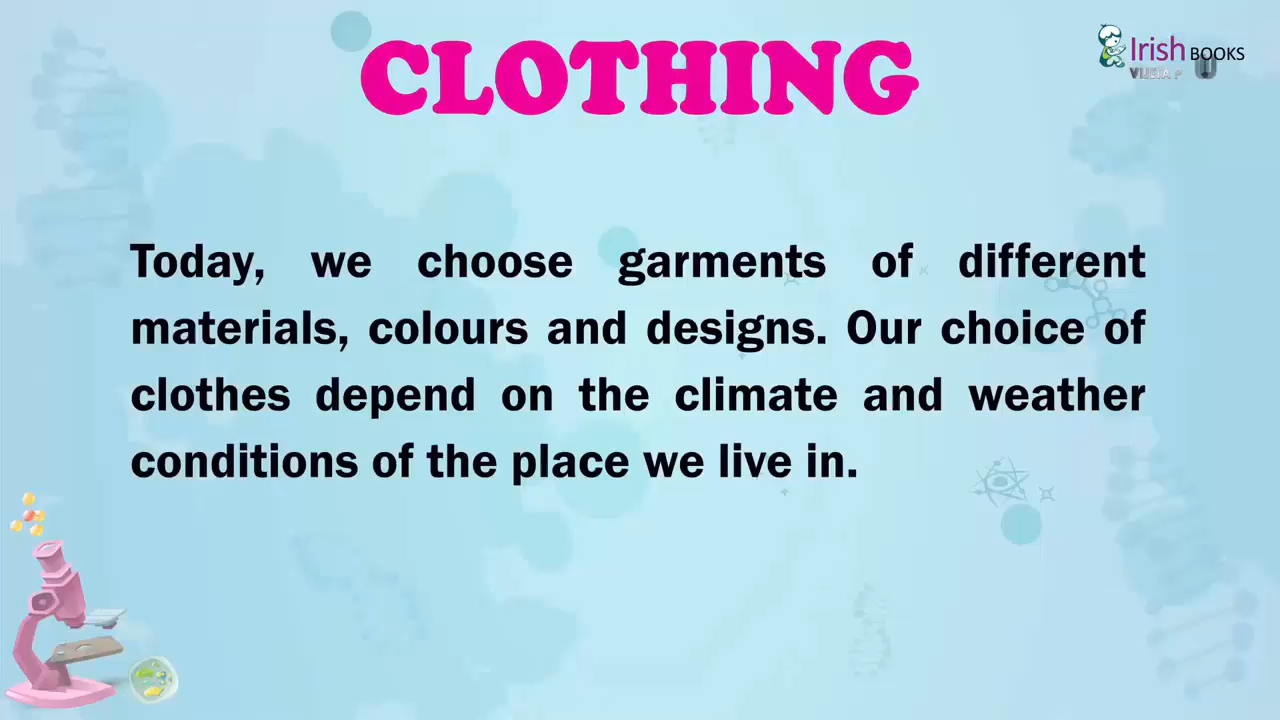 CLOTHING
Irish BOOKS
Today, we choose garments of different
materials, colours and designs. Our choice of
clothes depend on the climate and weather
conditions of the place we live in.